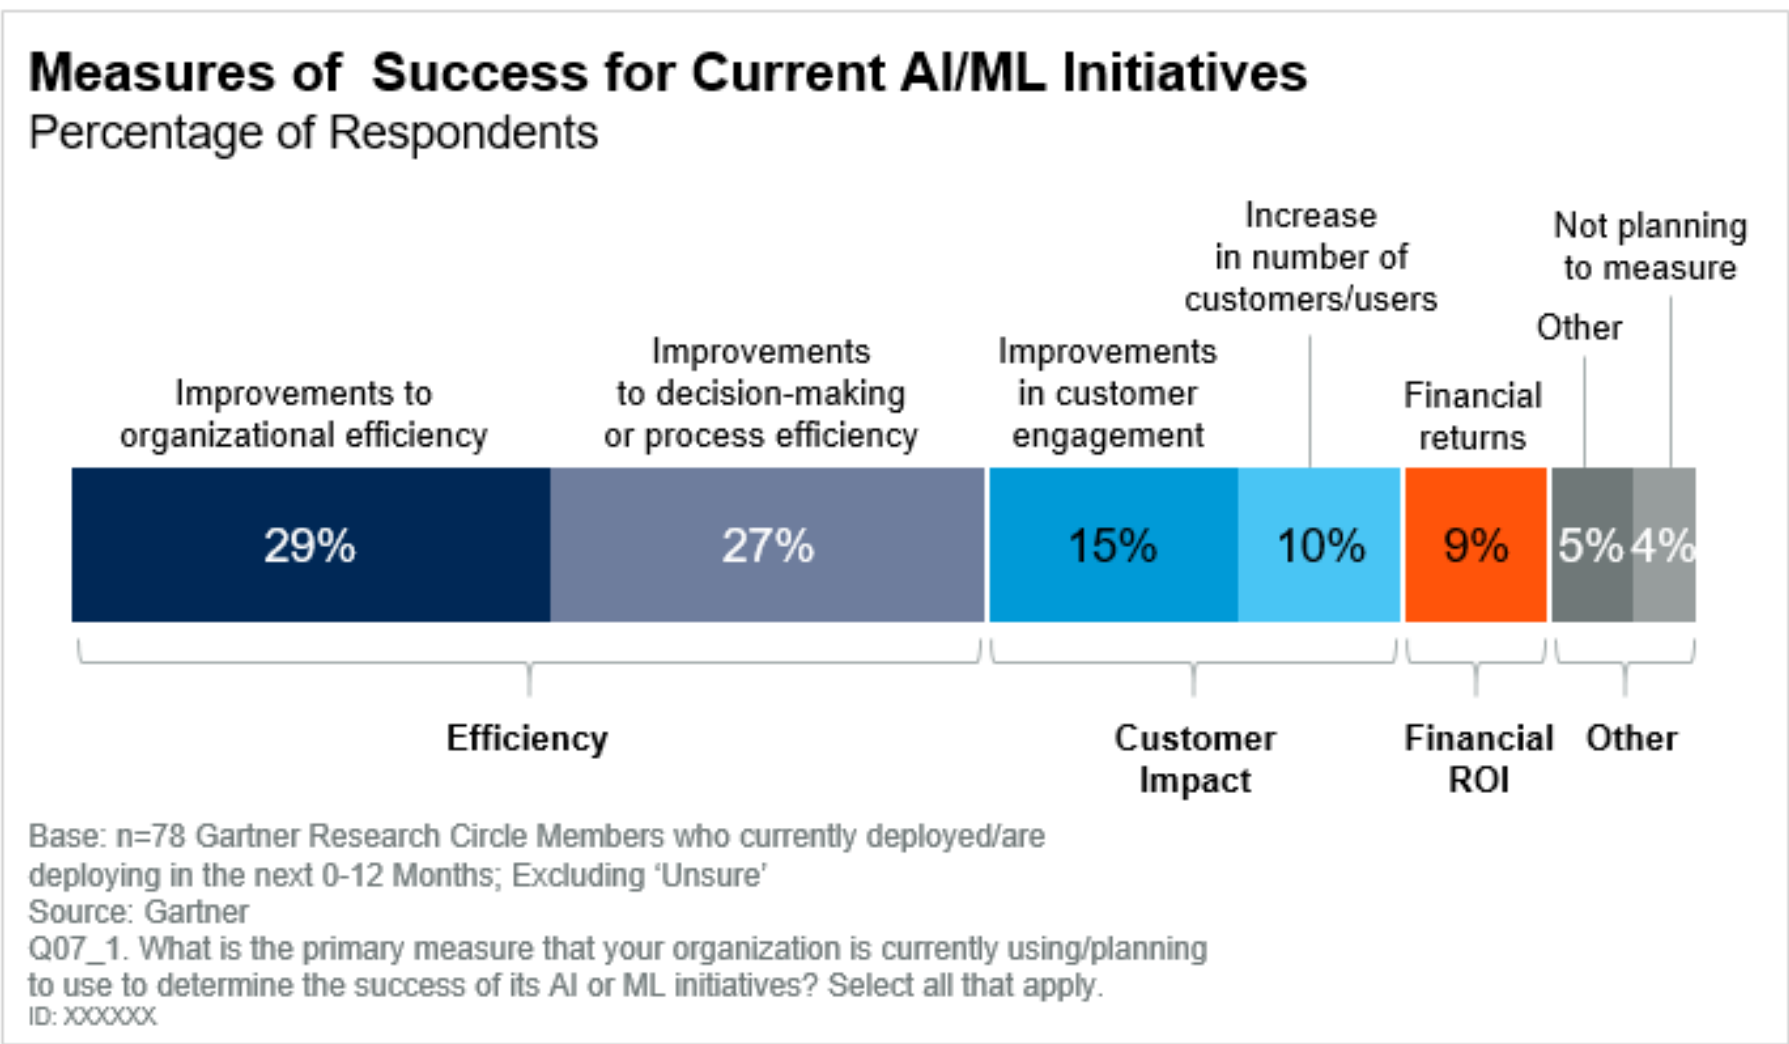 Measures of  Success for Current AI/ML Initiatives
Percentage of Respondents
Improvements to
organizational efficiency
Improvements
to decision-making
or process efficiency
Improvements
in customer
engagement
Increase
in number of
customers/users
Financial
returns
Other
Not planning
to measure
29%
27%
15%
10%
9%
5%
4%
Efficiency
Customer
Impact
Financial
ROI
Other
Base: n=78 Gartner Research Circle Members who currently deployed/are
deploying in the next 0-12 Months; Excluding ‘Unsure’
Source: Gartner
Q07_1. What is the primary measure that your organization is currently using/planning
to use to determine the success of its AI or ML initiatives? Select all that apply.
ID: XXXXXX